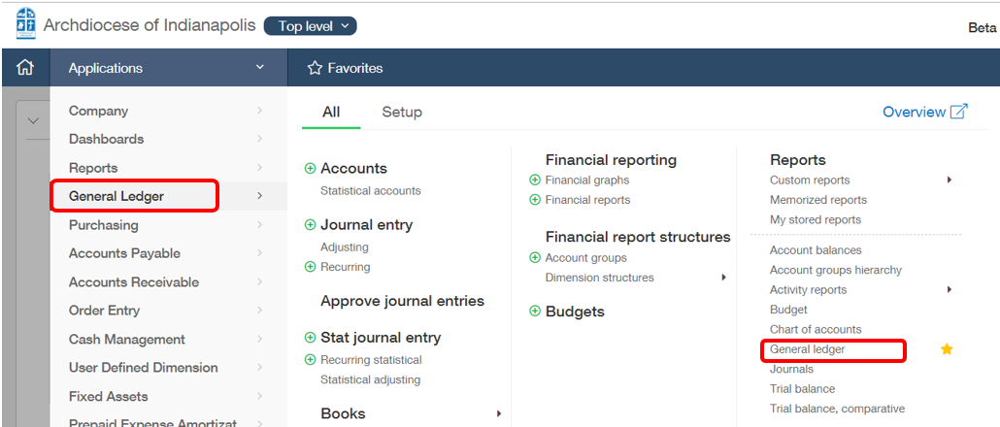 Archdiocese of Indianapolis Top level
Beta
Applications
Favorites
Company
Dashboards
Reports
General Ledger
Purchasing
Accounts Payable
Accounts Receivable
Order Entry
Cash Management
User Defined Dimension
Fixed Assets
Prepaid Expense Amortizat
All Setup
Overview
Accounts
Statistical accounts
Journal entry
Adjusting
Recurring
Approve journal entries
Stat journal entry
Recurring statistical
Statistical adjusting
Books
Financial reporting
Financial graphs
Financial reports
Financial report structures
Account groups
Dimension structures
Budgets
Reports
Custom reports
Memorized reports
My stored reports
Account balances
Account groups hierarchy
Activity reports
Budget
Chart of accounts
General ledger
Journals
Trial balance
Trial balance, comparative